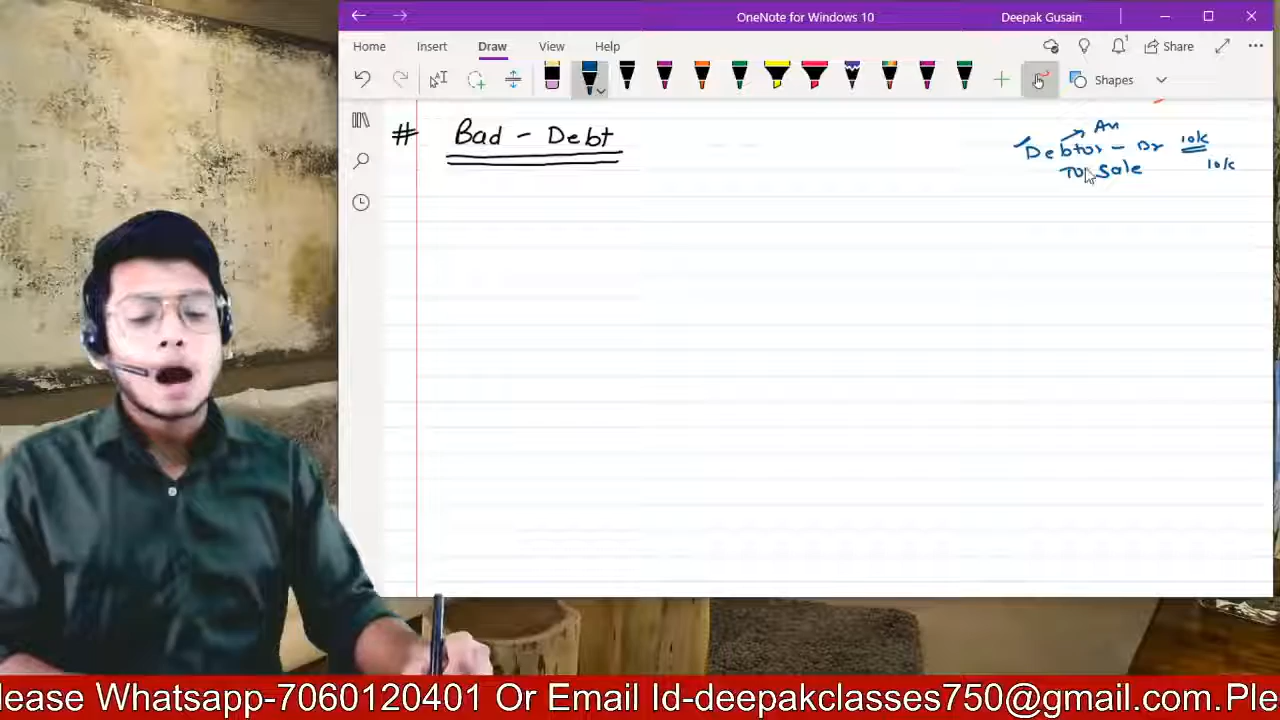 OneNote for Windows 10
Deepak Gusain
Home Insert Draw View Help Share
Shapes
# Bad - Debt
An
Debtor - Dr 10k
To Sale 10k
lease Whatsapp-7060120401 Or Email Id-deepakclasses750@gmail.com.Ple